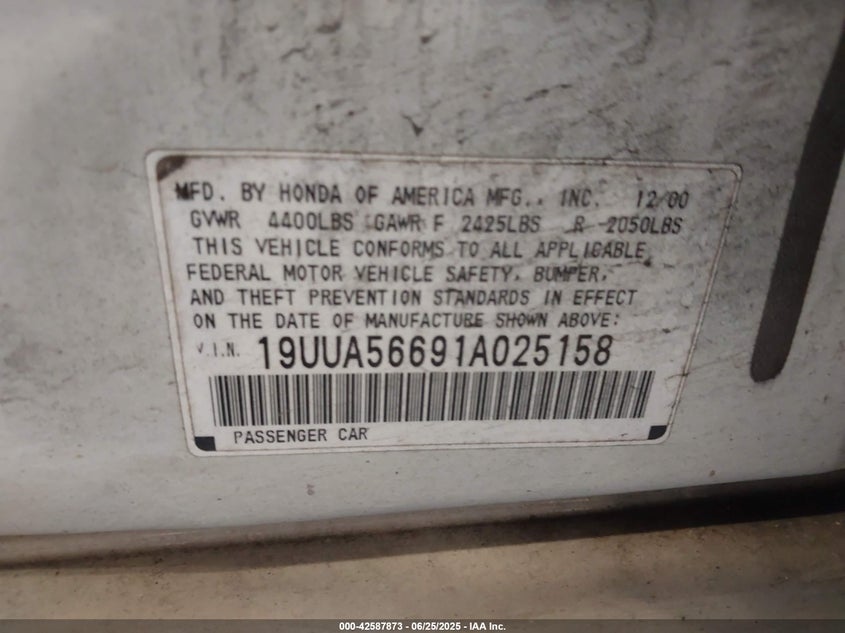 MFD. BY HONDA OF AMERICA MFG., INC. 12/00
GVWR 4400LBS GAWR F 2425LBS R 2050LBS
THIS VEHICLE CONFORMS TO ALL APPLICABLE
FEDERAL MOTOR VEHICLE SAFETY, BUMPER,
AND THEFT PREVENTION STANDARDS IN EFFECT
ON THE DATE OF MANUFACTURE SHOWN ABOVE:
V.I.N. 19UUA56691A025158
PASSENGER CAR
000-42587873 / 06/25/2025 - IAA Inc.